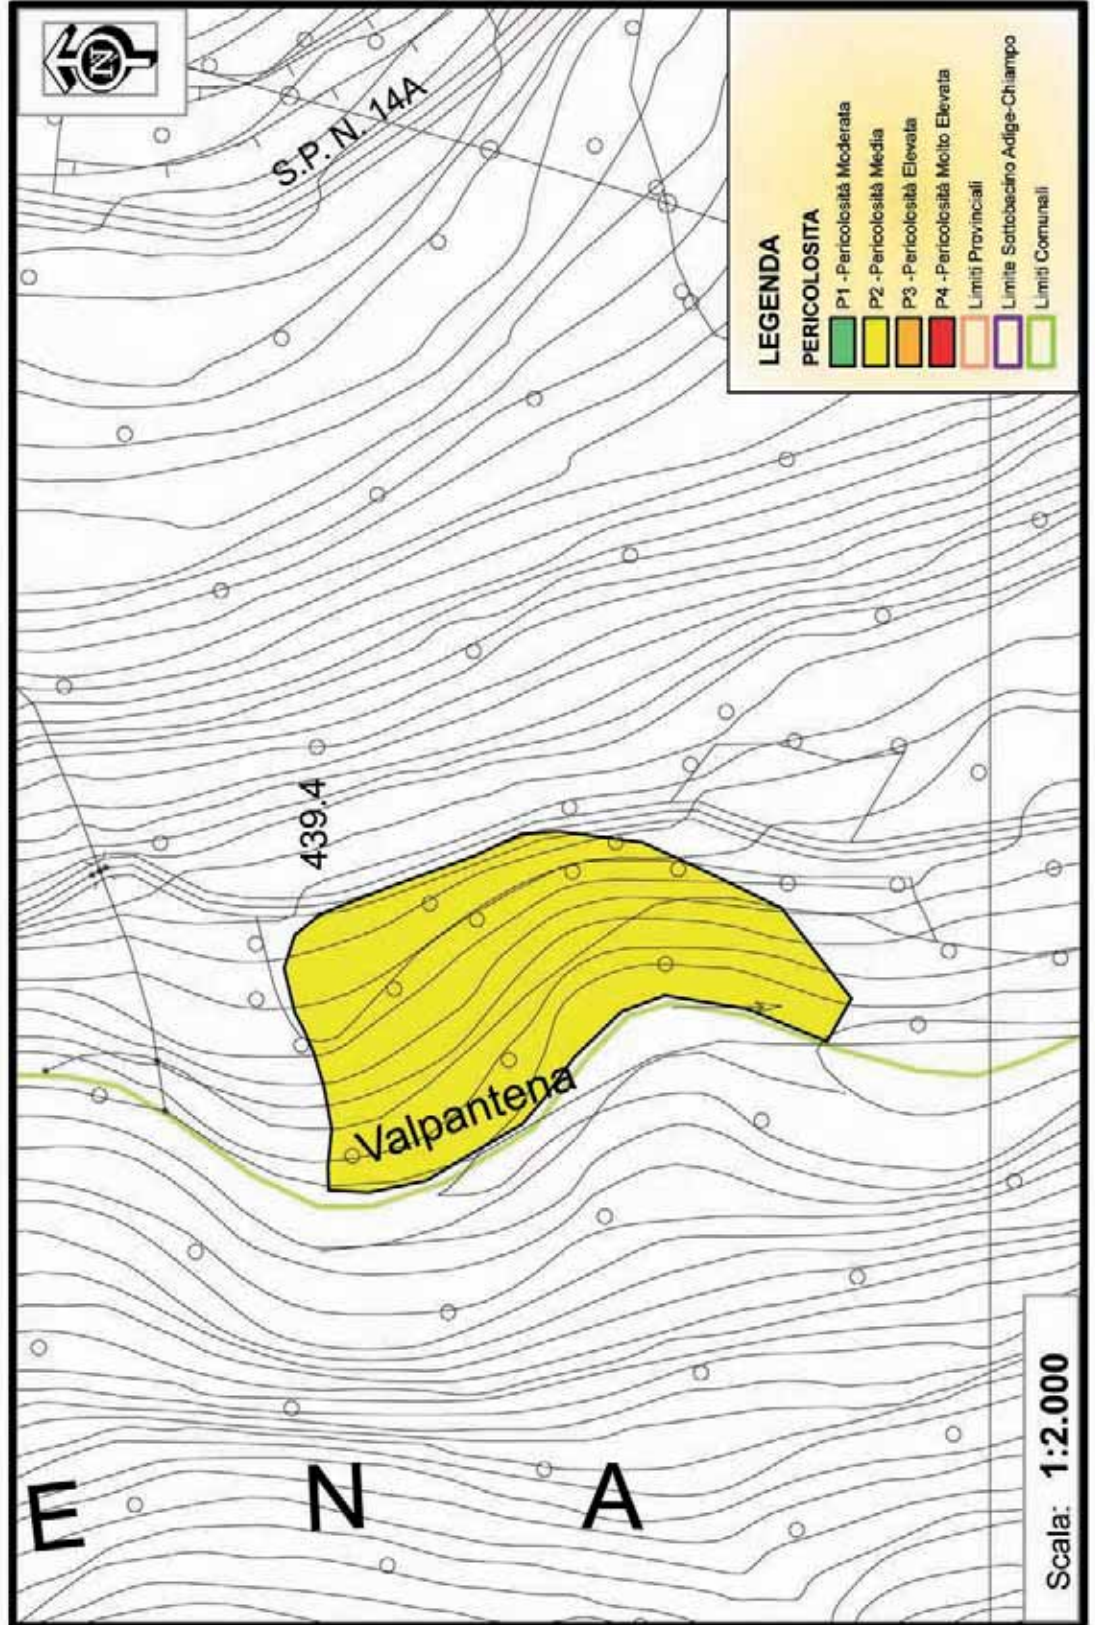 N
S.P. N. 14A
439.4
Valpantena
E N A
LEGENDA
PERICOLOSITA
P1 -Pericolosità Moderata
P2 -Pericolosità Media
P3 -Pericolosità Elevata
P4 -Pericolosità Molto Elevata
Limiti Provinciali
Limite Sottobacino Adige-Chiampo
Limiti Comunali
Scala: 1:2.000